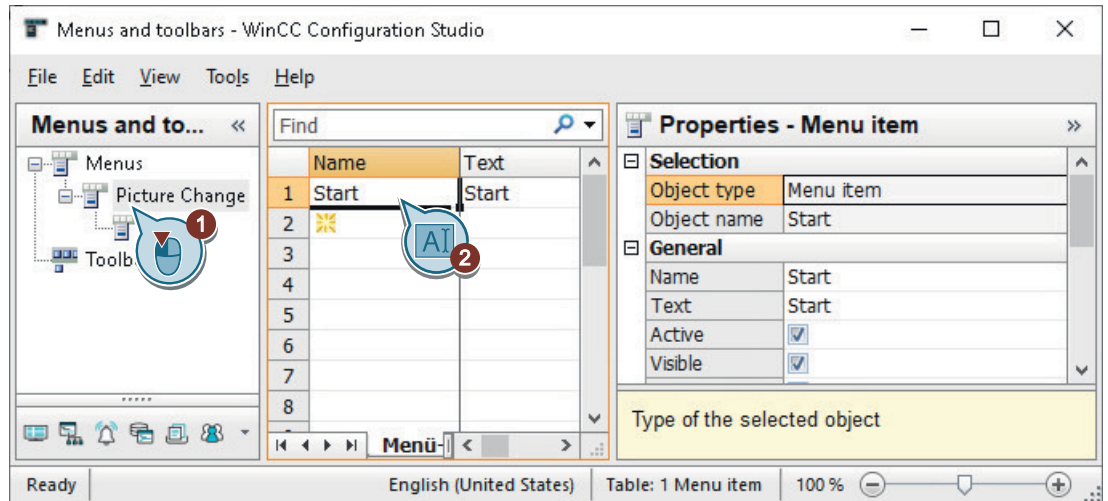 Menus and toolbars - WinCC Configuration Studio
File Edit View Tools Help
Menus and to... «
Menus
Picture Change
1
Find
Name Text
1 Start Start
2
3
4
5
6
7
8
AI
2
Menü-
Properties - Menu item »
Selection
Object type Menu item
Object name Start
General
Name Start
Text Start
Active
Visible
Type of the selected object
Ready English (United States) Table: 1 Menu item 100 %